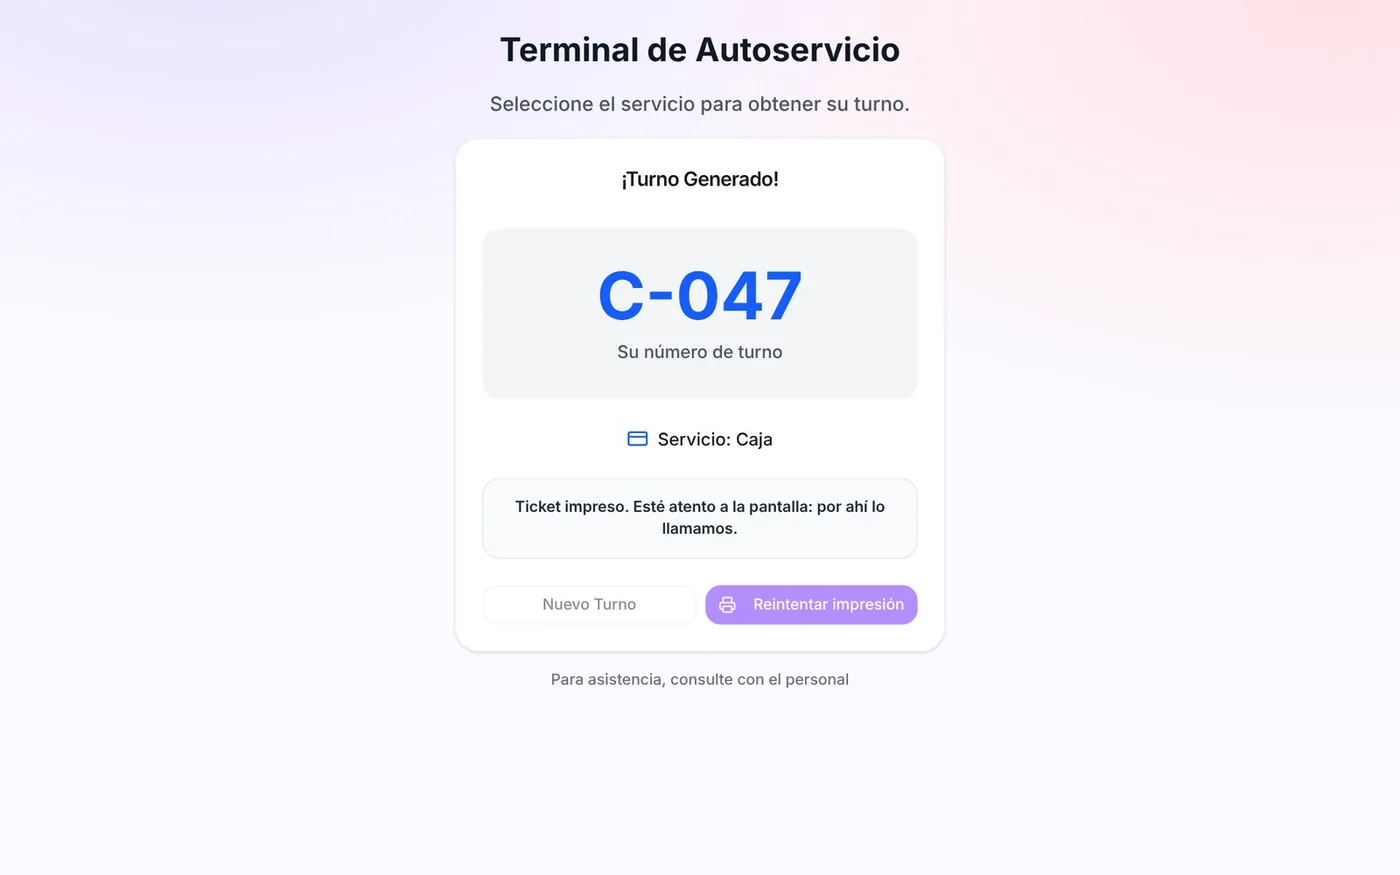 Terminal de Autoservicio
Seleccione el servicio para obtener su turno.
¡Turno Generado!
C-047
Su número de turno
Servicio: Caja
Ticket impreso. Esté atento a la pantalla: por ahí lo
llamamos.
Nuevo Turno
Reintentar impresión
Para asistencia, consulte con el personal